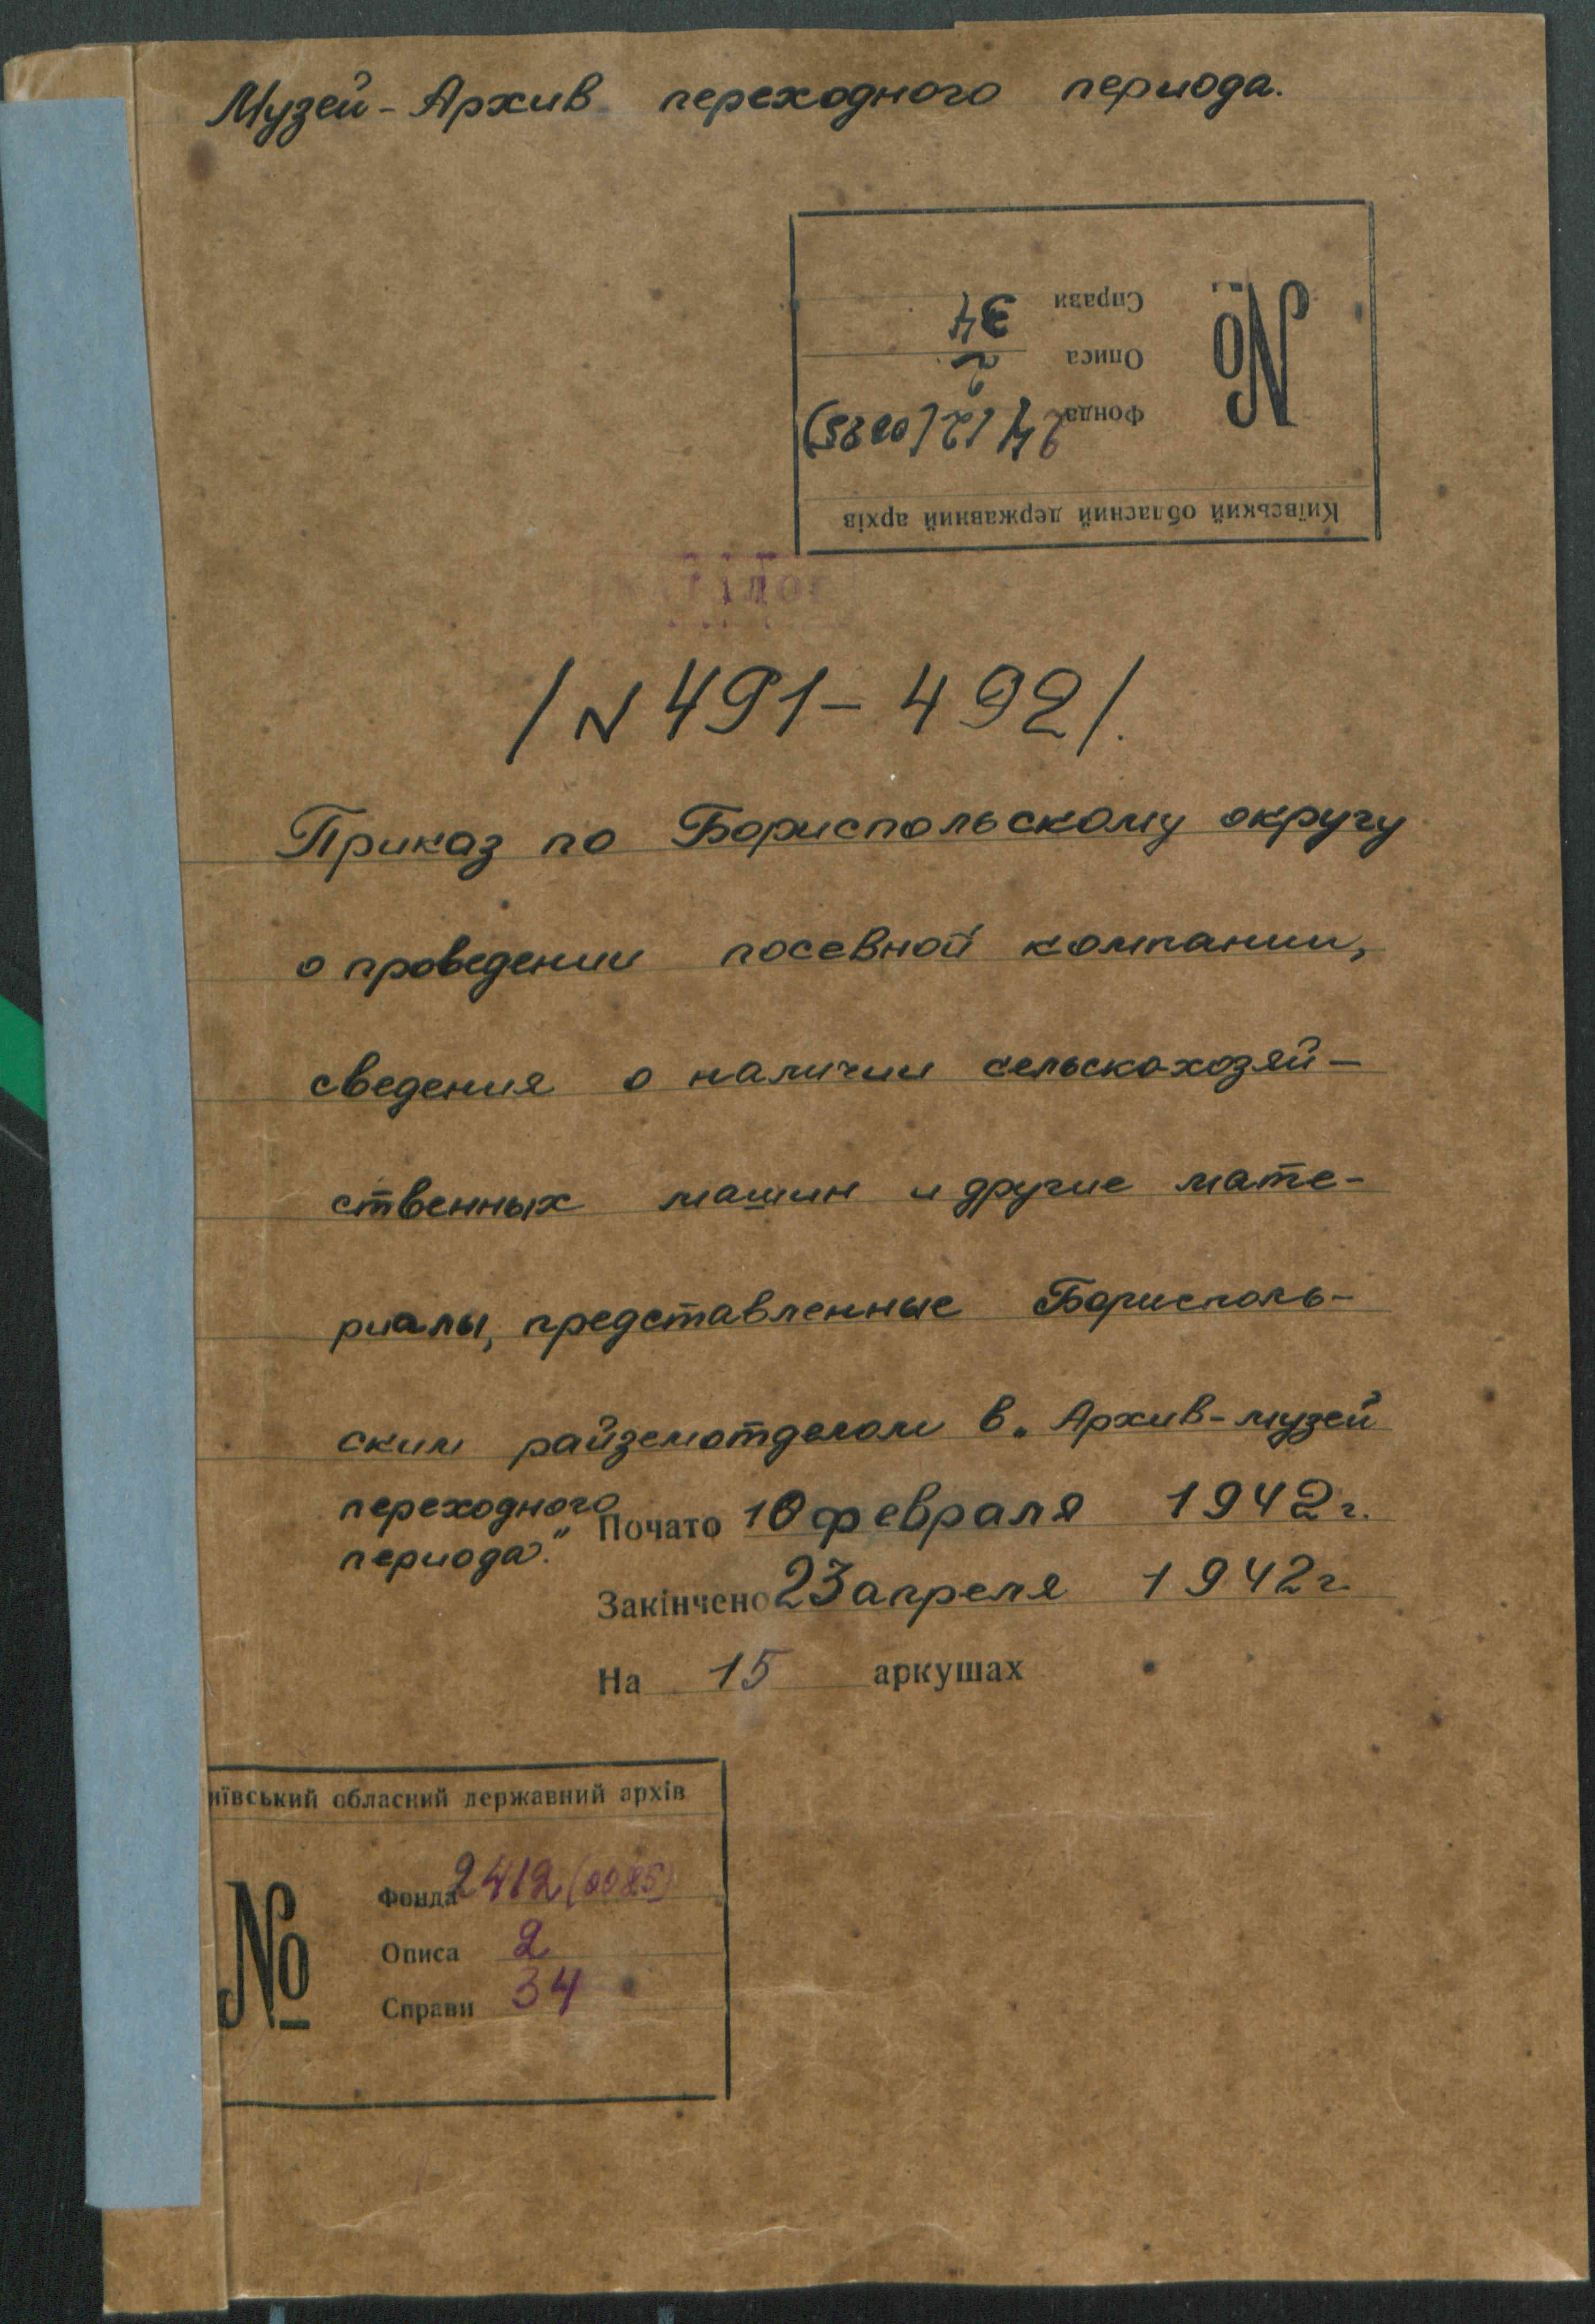 Музей-Архив переходного периода.
Київський обласний державний архів
№
Фонда 2412 (0085)
Описа 2
Справи 34
/N 491-492/.
Приказ по Бориспольскому округу
о проведении посевной компании,
сведения о наличии сельскохозяй-
ственных машин и другие мате-
риалы, представленные Борисполь-
ским райземотделом в „Архив-музей
переходного
периода."
Почато 10 февраля 1942 г.
Закінчено 23 апреля 1942 г.
На 15 аркушах
иївський обласний державний архів
№
Фонда 2412 (0085)
Описа 2
Справи 34